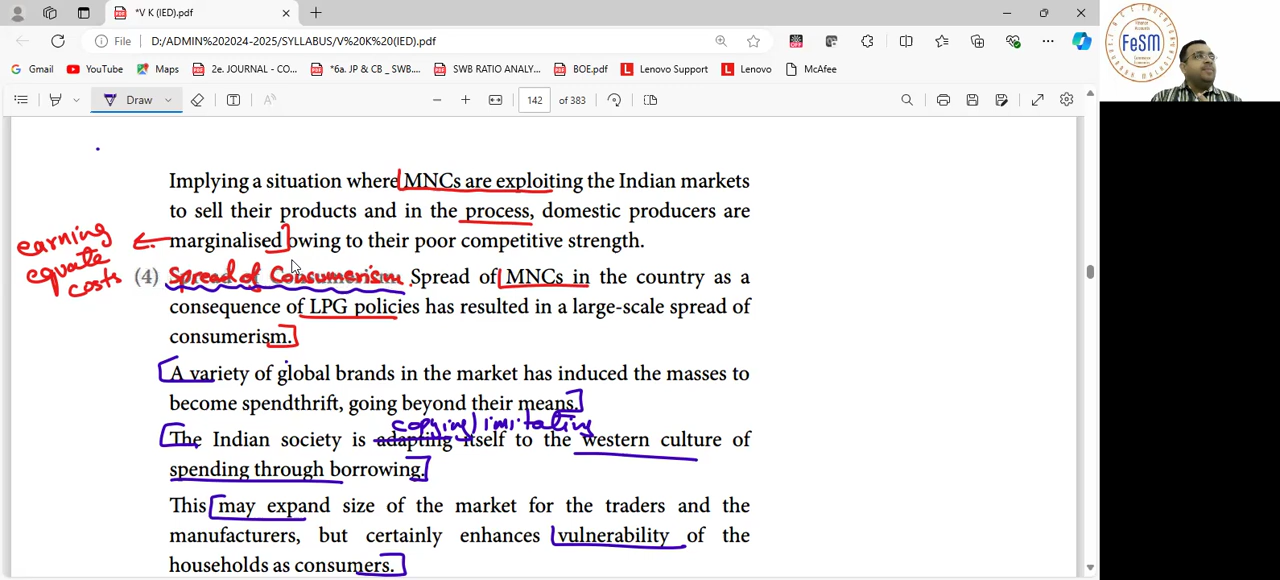 *V K (IED).pdf
File D:/ADMIN%202024-2025/SYLLABUS/V%20K%20(IED).pdf
Gmail YouTube Maps 2e. JOURNAL - CO... *6a. JP & CB _ SWB.... SWB RATIO ANALY... BOE.pdf Lenovo Support Lenovo McAfee
Draw 142 of 383
FeSM
Implying a situation where MNCs are exploiting the Indian markets
to sell their products and in the process, domestic producers are
marginalised owing to their poor competitive strength.
earning
equate
costs
(4) Spread of Consumerism. Spread of MNCs in the country as a
consequence of LPG policies has resulted in a large-scale spread of
consumerism.
A variety of global brands in the market has induced the masses to
become spendthrift, going beyond their means.
copying/imitating
The Indian society is adapting itself to the western culture of
spending through borrowing.
This may expand size of the market for the traders and the
manufacturers, but certainly enhances vulnerability of the
households as consumers.